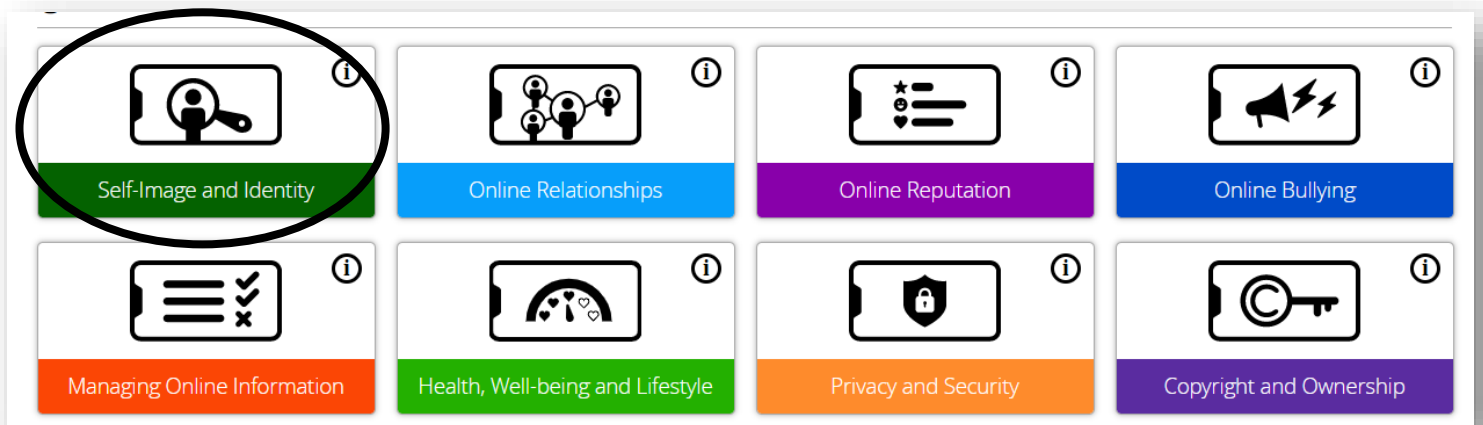 Self-Image and Identity
Online Relationships
Online Reputation
Online Bullying
Managing Online Information
Health, Well-being and Lifestyle
Privacy and Security
Copyright and Ownership